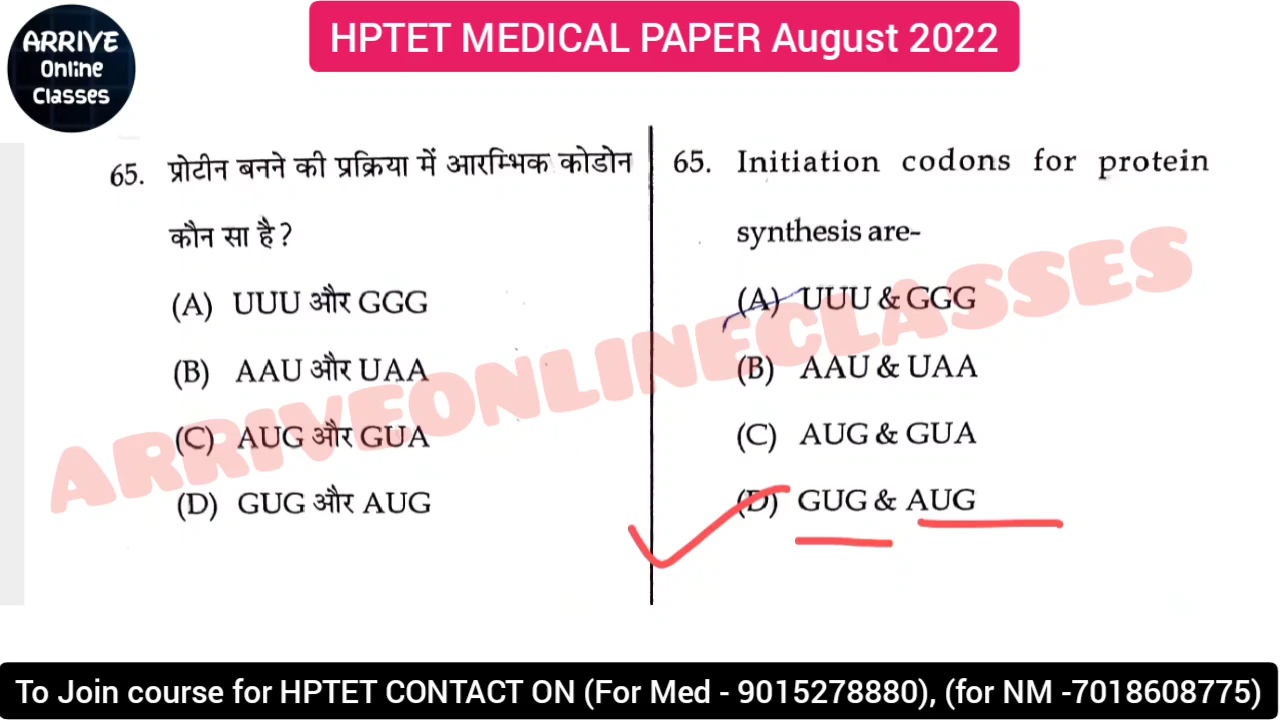 ARRIVE
Online
Classes
HPTET MEDICAL PAPER August 2022
65. प्रोटीन बनने की प्रक्रिया में आरम्भिक कोडोन
कौन सा है?
(A) UUU और GGG
(B) AAU और UAA
(C) AUG और GUA
(D) GUG और AUG
65. Initiation codons for protein
synthesis are-
(A) UUU & GGG
(B) AAU & UAA
(C) AUG & GUA
(D) GUG & AUG
ARRIVEONLINECLASSES
To Join course for HPTET CONTACT ON (For Med - 9015278880), (for NM -7018608775)